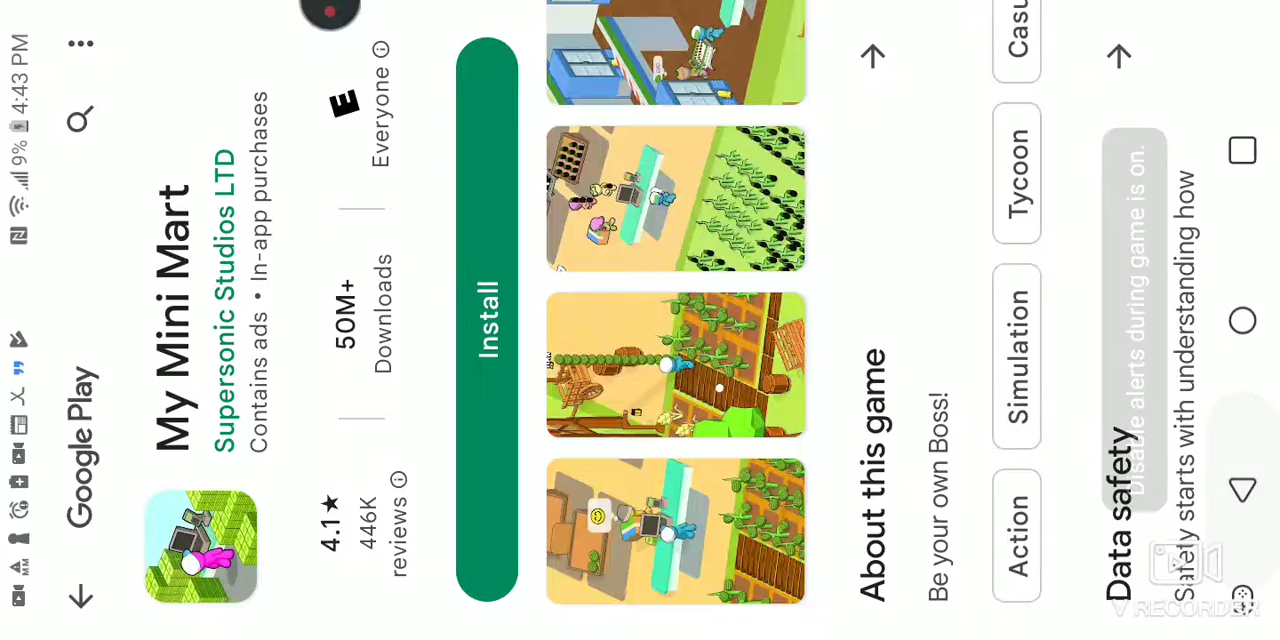 4:43 PM
9%
Google Play
My Mini Mart
Supersonic Studios LTD
Contains ads • In-app purchases
4.1★
446K
reviews
50M+
Downloads
E
Everyone
Install
About this game
Be your own Boss!
Action
Simulation
Tycoon
Casu
Data safety
Disable alerts during game is on.
Safety starts with understanding how
V RECORDER